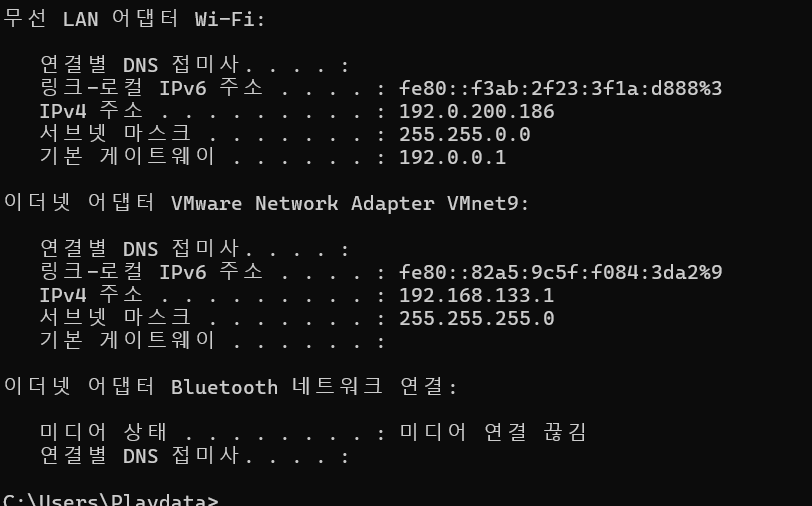 무선 LAN 어댑터 Wi-Fi:
연결별 DNS 접미사. . . . :
링크-로컬 IPv6 주소 . . . . : fe80::f3ab:2f23:3f1a:d888%3
IPv4 주소 . . . . . . . . . : 192.0.200.186
서브넷 마스크 . . . . . . . : 255.255.0.0
기본 게이트웨이 . . . . . . : 192.0.0.1
이더넷 어댑터 VMware Network Adapter VMnet9:
연결별 DNS 접미사. . . . :
링크-로컬 IPv6 주소 . . . . : fe80::82a5:9c5f:f084:3da2%9
IPv4 주소 . . . . . . . . . : 192.168.133.1
서브넷 마스크 . . . . . . . : 255.255.255.0
기본 게이트웨이 . . . . . . :
이더넷 어댑터 Bluetooth 네트워크 연결:
미디어 상태 . . . . . . . . : 미디어 연결 끊김
연결별 DNS 접미사. . . . :
C:\Users\Playdata>